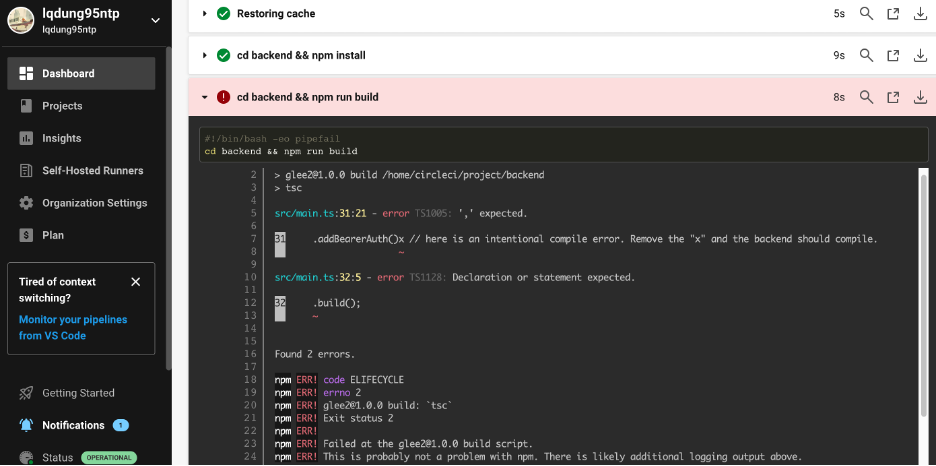 lqdung95ntp
lqdung95ntp
Dashboard
Projects
Insights
Self-Hosted Runners
Organization Settings
Plan
Tired of context
switching?
Monitor your pipelines
from VS Code
Getting Started
Notifications 1
Status OPERATIONAL
Restoring cache 5s
cd backend && npm install 9s
cd backend && npm run build 8s
#!/bin/bash -eo pipefail
cd backend && npm run build
2 > glee2@1.0.0 build /home/circleci/project/backend
3 > tsc
4
5 src/main.ts:31:21 - error TS1005: ',' expected.
6
7 31 .addBearerAuth()x // here is an intentional compile error. Remove the "x" and the backend should compile.
8 ~
9
10 src/main.ts:32:5 - error TS1128: Declaration or statement expected.
11
12 32 .build();
13 ~
14
15
16 Found 2 errors.
17
18 npm ERR! code ELIFECYCLE
19 npm ERR! errno 2
20 npm ERR! glee2@1.0.0 build: `tsc`
21 npm ERR! Exit status 2
22 npm ERR!
23 npm ERR! Failed at the glee2@1.0.0 build script.
24 npm ERR! This is probably not a problem with npm. There is likely additional logging output above.